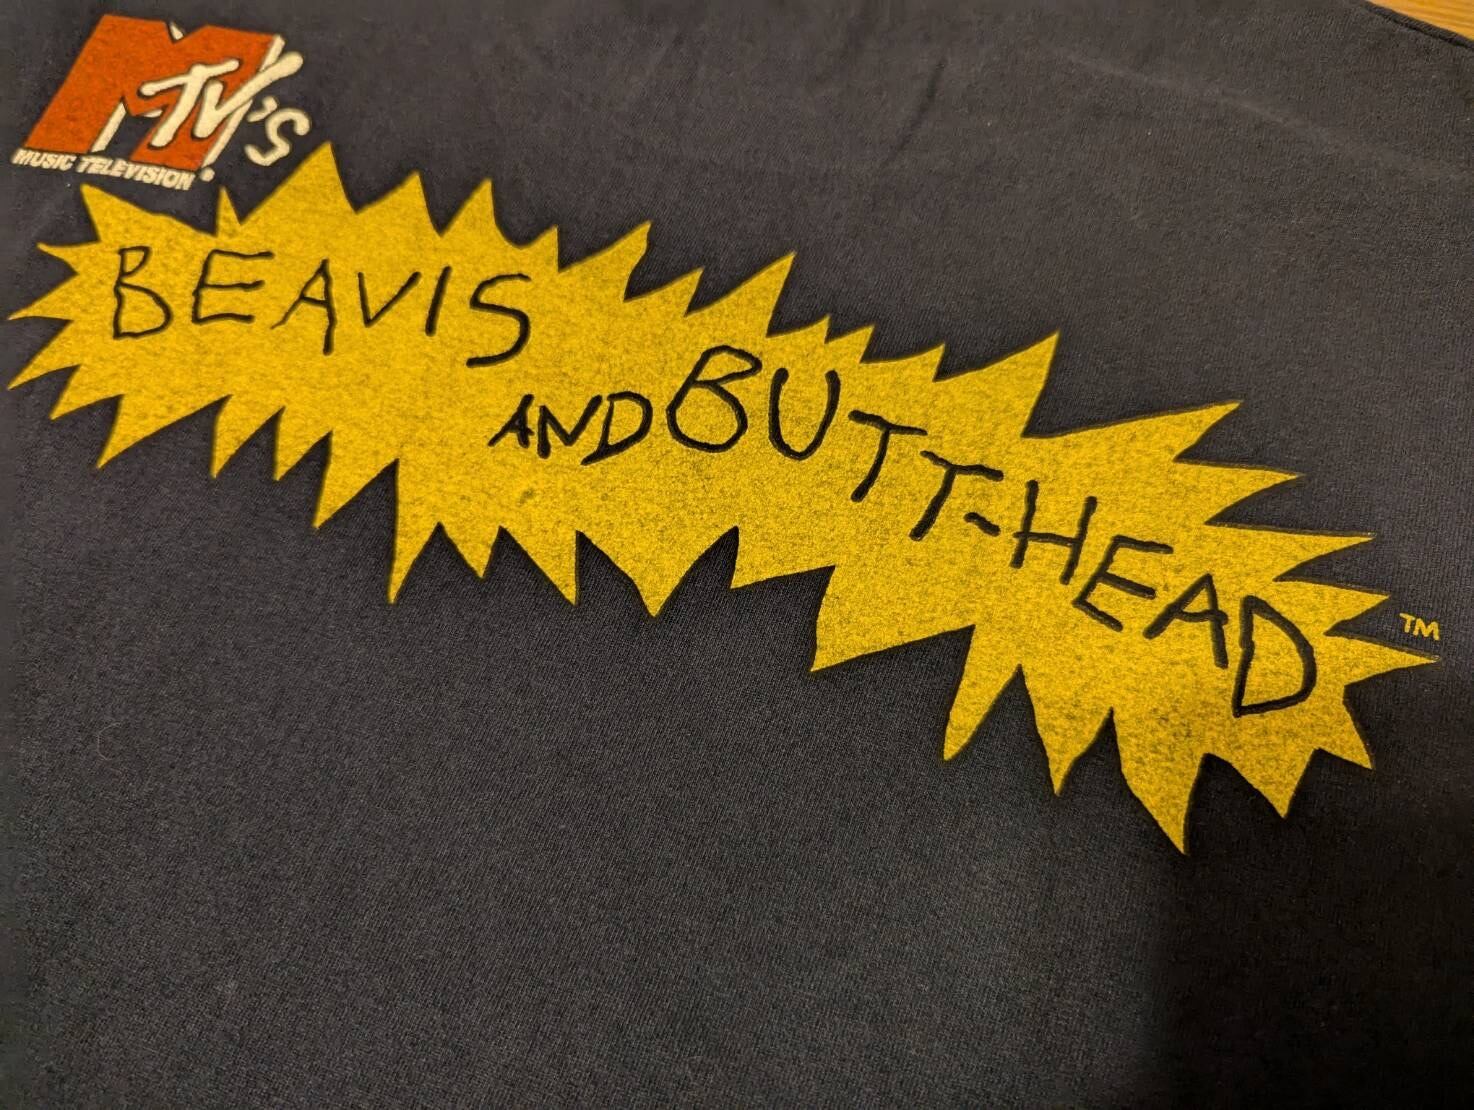 MTV'S
MUSIC TELEVISION®
BEAVIS
AND BUTT-HEAD
TM